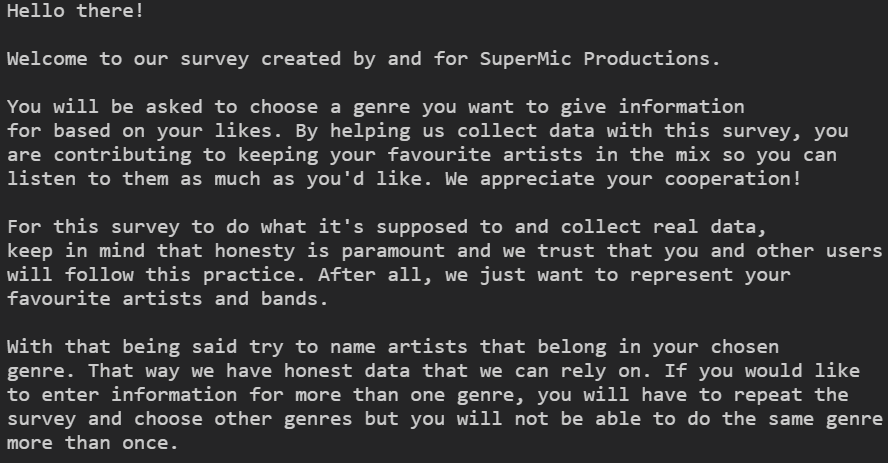 Hello there!
Welcome to our survey created by and for SuperMic Productions.
You will be asked to choose a genre you want to give information
for based on your likes. By helping us collect data with this survey, you
are contributing to keeping your favourite artists in the mix so you can
listen to them as much as you'd like. We appreciate your cooperation!
For this survey to do what it's supposed to and collect real data,
keep in mind that honesty is paramount and we trust that you and other users
will follow this practice. After all, we just want to represent your
favourite artists and bands.
With that being said try to name artists that belong in your chosen
genre. That way we have honest data that we can rely on. If you would like
to enter information for more than one genre, you will have to repeat the
survey and choose other genres but you will not be able to do the same genre
more than once.